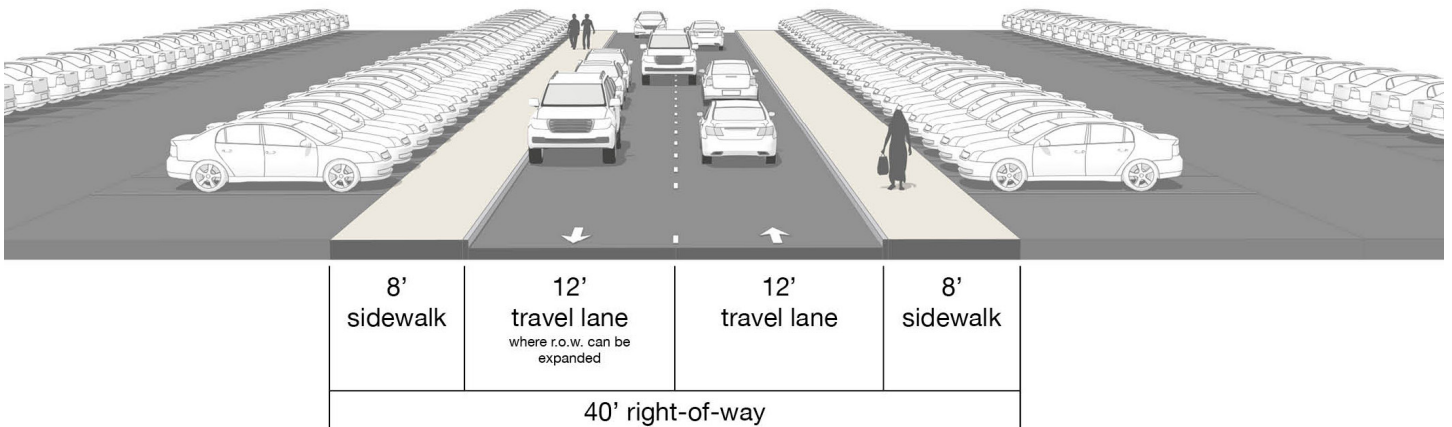 8’
sidewalk
12’
travel lane
where r.o.w. can be
expanded
12’
travel lane
8’
sidewalk
40’ right-of-way